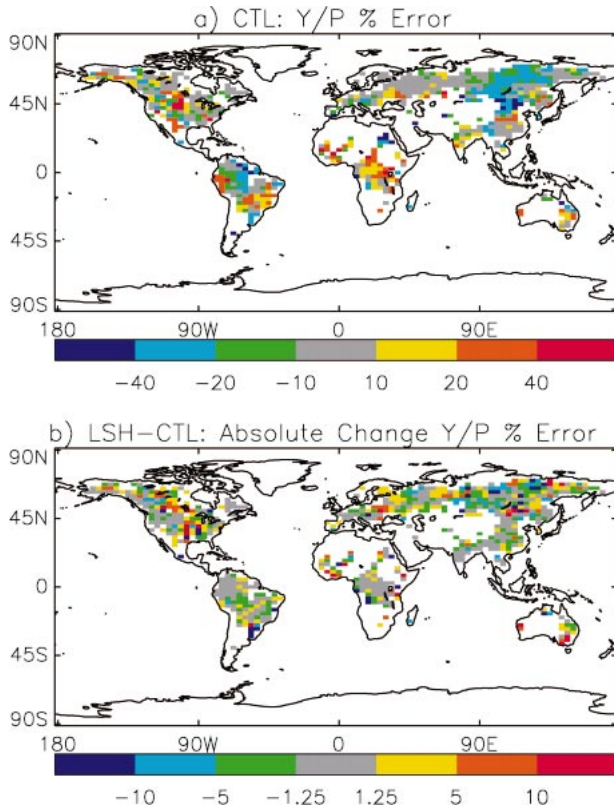 a) CTL: Y/P % Error
90N
45N
0
45S
90S
180 90W 0 90E
−40 −20 −10 10 20 40
b) LSH−CTL: Absolute Change Y/P % Error
90N
45N
0
45S
90S
180 90W 0 90E
−10 −5 −1.25 1.25 5 10